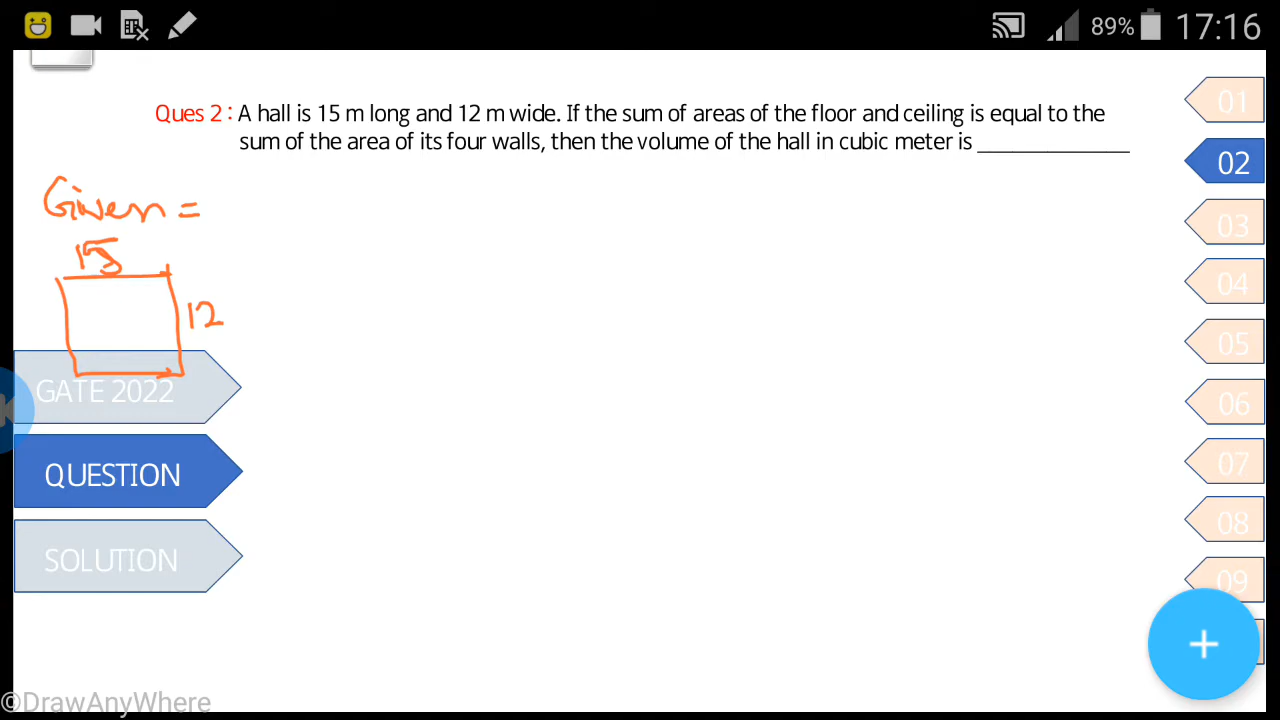 89% 17:16
Ques 2 : A hall is 15 m long and 12 m wide. If the sum of areas of the floor and ceiling is equal to the
sum of the area of its four walls, then the volume of the hall in cubic meter is _____________
Given =
15
12
GATE 2022
QUESTION
SOLUTION
01
02
03
04
05
06
07
08
09
+
©DrawAnyWhere